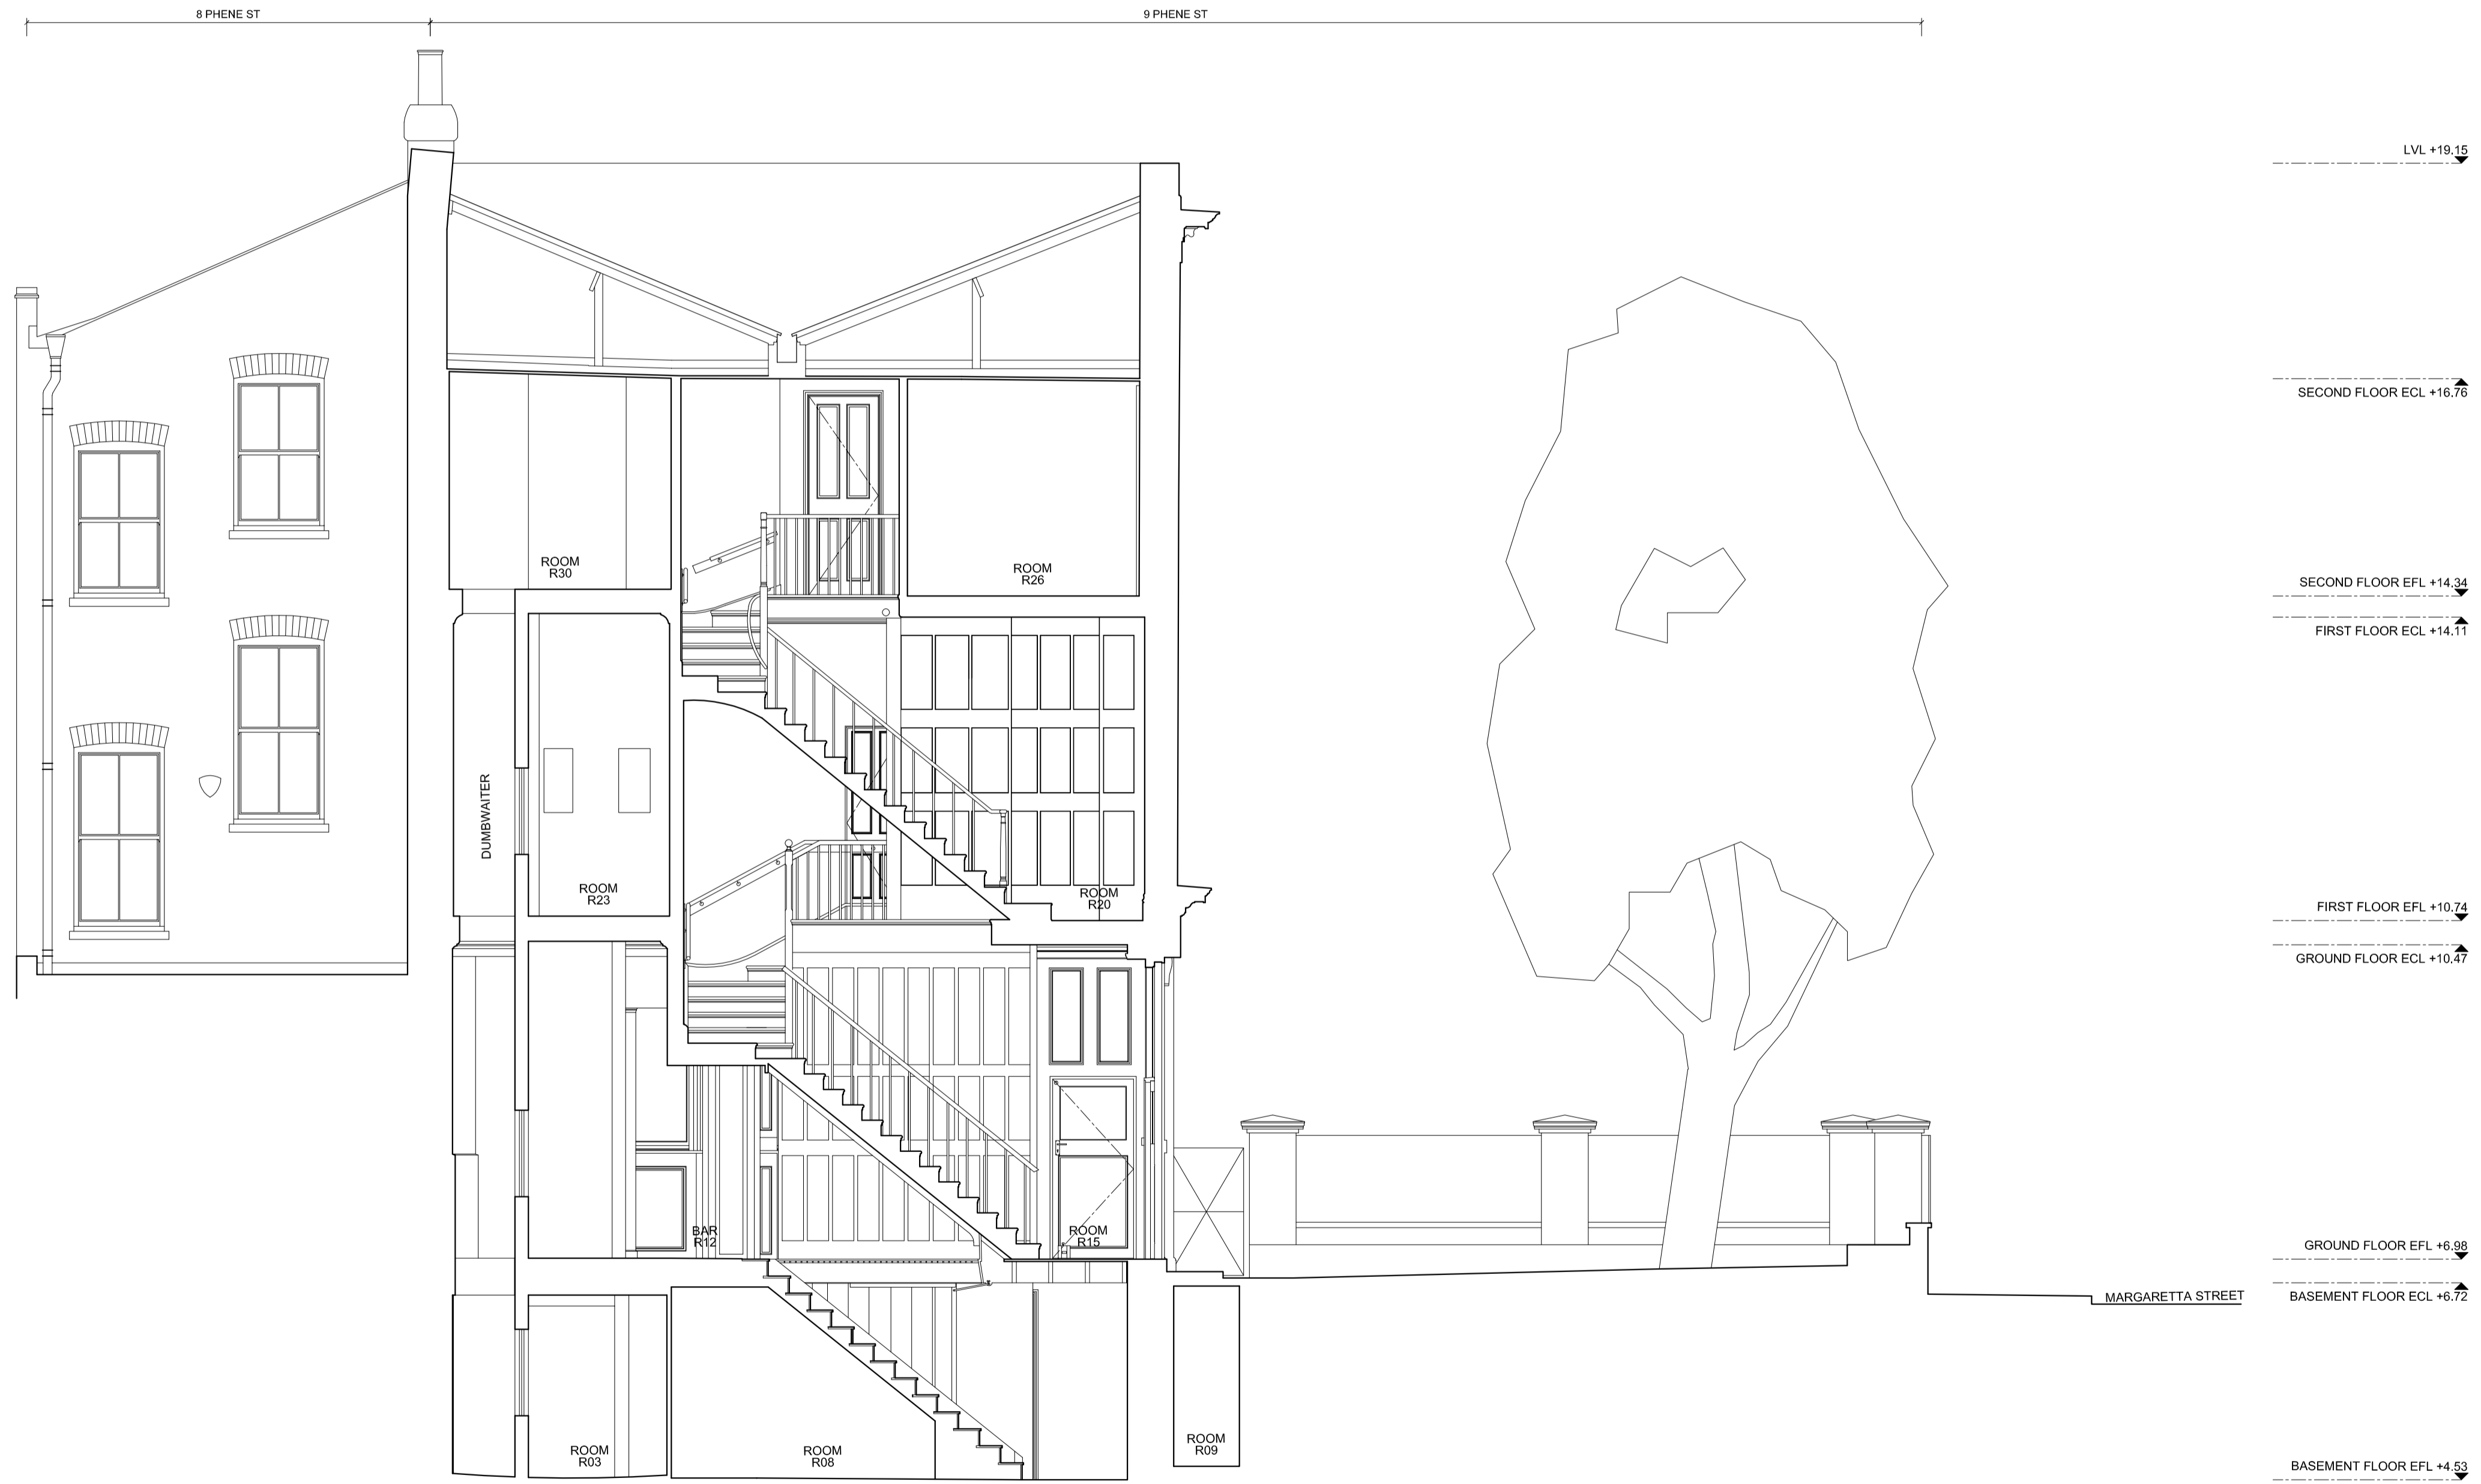 8 PHENE ST
9 PHENE ST
LVL +19.15
SECOND FLOOR ECL +16.76
ROOM
R30
ROOM
R26
SECOND FLOOR EFL +14.34
FIRST FLOOR ECL +14.11
DUMBWAITER
ROOM
R23
ROOM
R20
FIRST FLOOR EFL +10.74
GROUND FLOOR ECL +10.47
BAR
R12
ROOM
R15
GROUND FLOOR EFL +6.98
MARGARETTA STREET
BASEMENT FLOOR ECL +6.72
ROOM
R03
ROOM
R08
ROOM
R09
BASEMENT FLOOR EFL +4.53